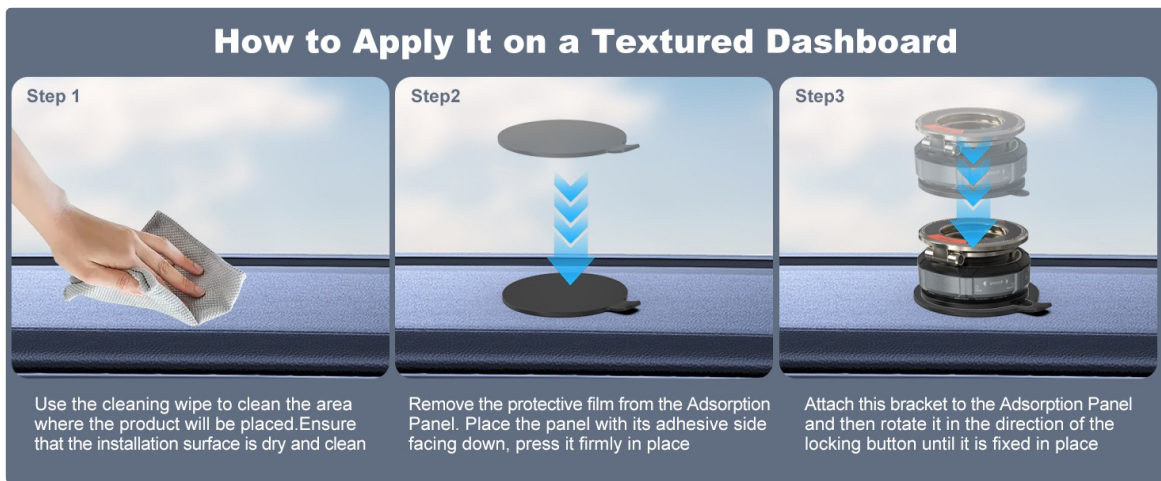 How to Apply It on a Textured Dashboard
Step 1
Use the cleaning wipe to clean the area
where the product will be placed.Ensure
that the installation surface is dry and clean
Step2
Remove the protective film from the Adsorption
Panel. Place the panel with its adhesive side
facing down, press it firmly in place
Step3
Attach this bracket to the Adsorption Panel
and then rotate it in the direction of the
locking button until it is fixed in place